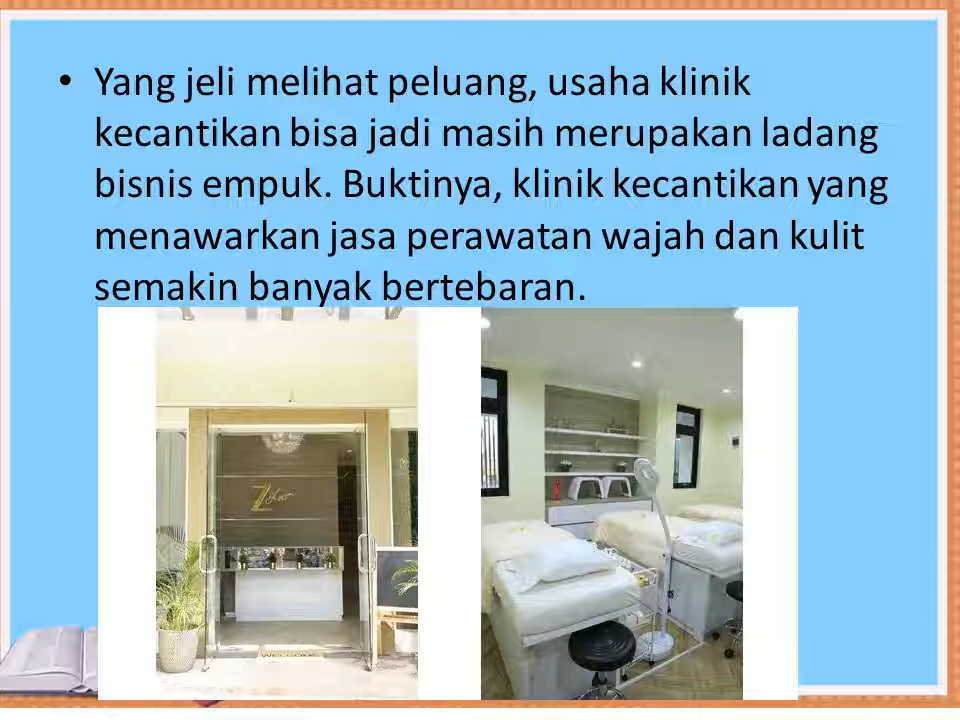 • Yang jeli melihat peluang, usaha klinik
kecantikan bisa jadi masih merupakan ladang
bisnis empuk. Buktinya, klinik kecantikan yang
menawarkan jasa perawatan wajah dan kulit
semakin banyak bertebaran.
WELCOME